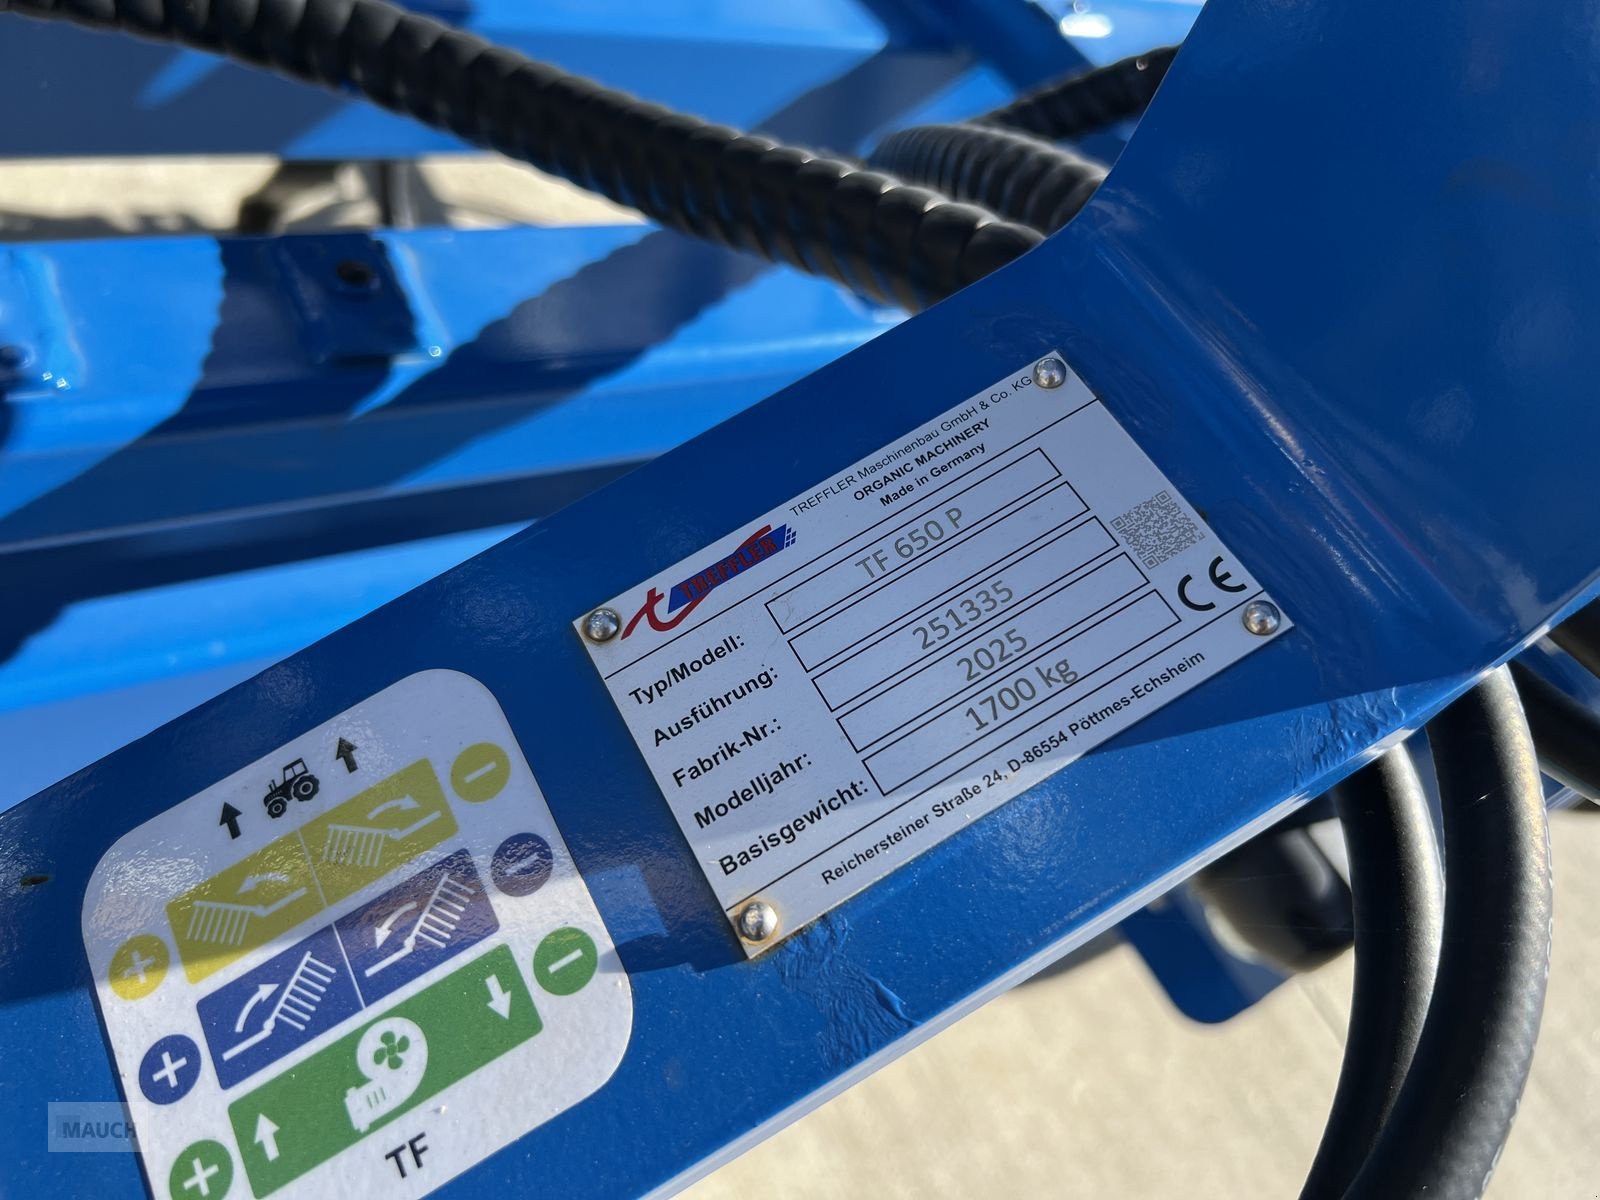 TREFFLER Maschinenbau GmbH & Co. KG
ORGANIC MACHINERY
Made in Germany
TREFFLER
Typ/Modell: TF 650 P
Ausführung:
Fabrik-Nr.: 251335
Modelljahr: 2025
Basisgewicht: 1700 kg
Reichersteiner Straße 24, D-86554 Pöttmes-Echsheim
CE
TF
MAUCH